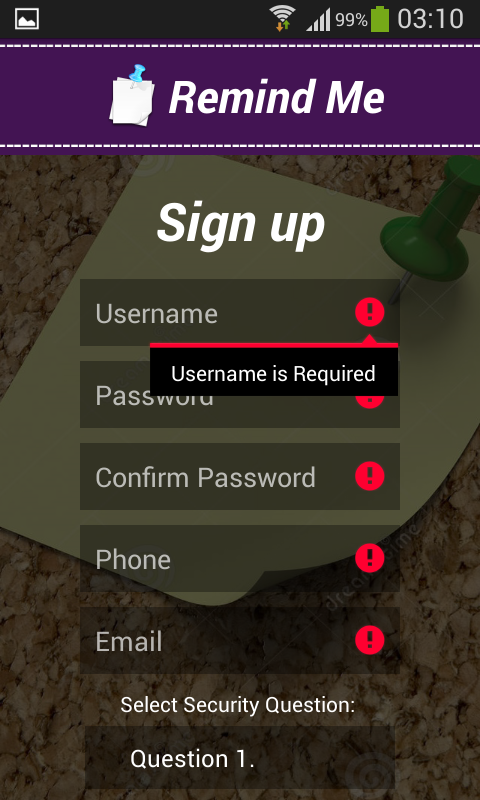 99% 03:10
Remind Me
Sign up
Username
Username is Required
Password
Confirm Password
Phone
Email
Select Security Question:
Question 1.